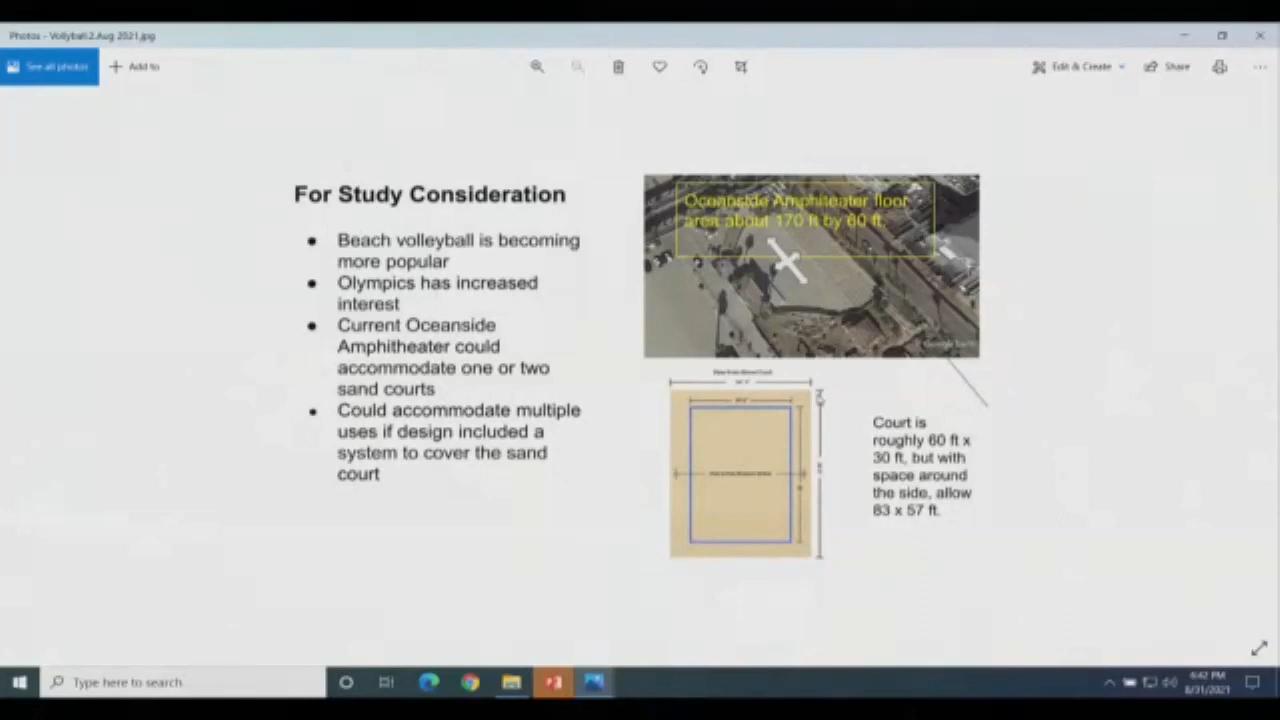 Photos - Vollyball2.Aug 2021.jpg
See all photos
Add to
Edit & Create
Share
For Study Consideration
Oceanside Amphiteater floor
area about 170 ft by 60 ft.
● Beach volleyball is becoming
more popular
● Olympics has increased
interest
● Current Oceanside
Amphitheater could
accommodate one or two
sand courts
● Could accommodate multiple
uses if design included a
system to cover the sand
court
Google Earth
Court is
roughly 60 ft x
30 ft, but with
space around
the side, allow
83 x 57 ft.
Type here to search
4:42 PM
8/31/2021